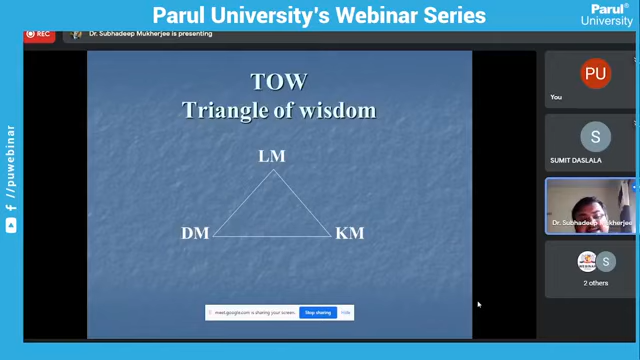 Parul University's Webinar Series
Parul®
University
REC
Dr. Subhadeep Mukherjee is presenting
TOW
Triangle of wisdom
LM
DM
KM
meet.google.com is sharing your screen.
Stop sharing
Hide
PU
You
S
SUMIT DASLALA
Dr. Subhadeep Mukherjee
S
2 others
/puwebinar